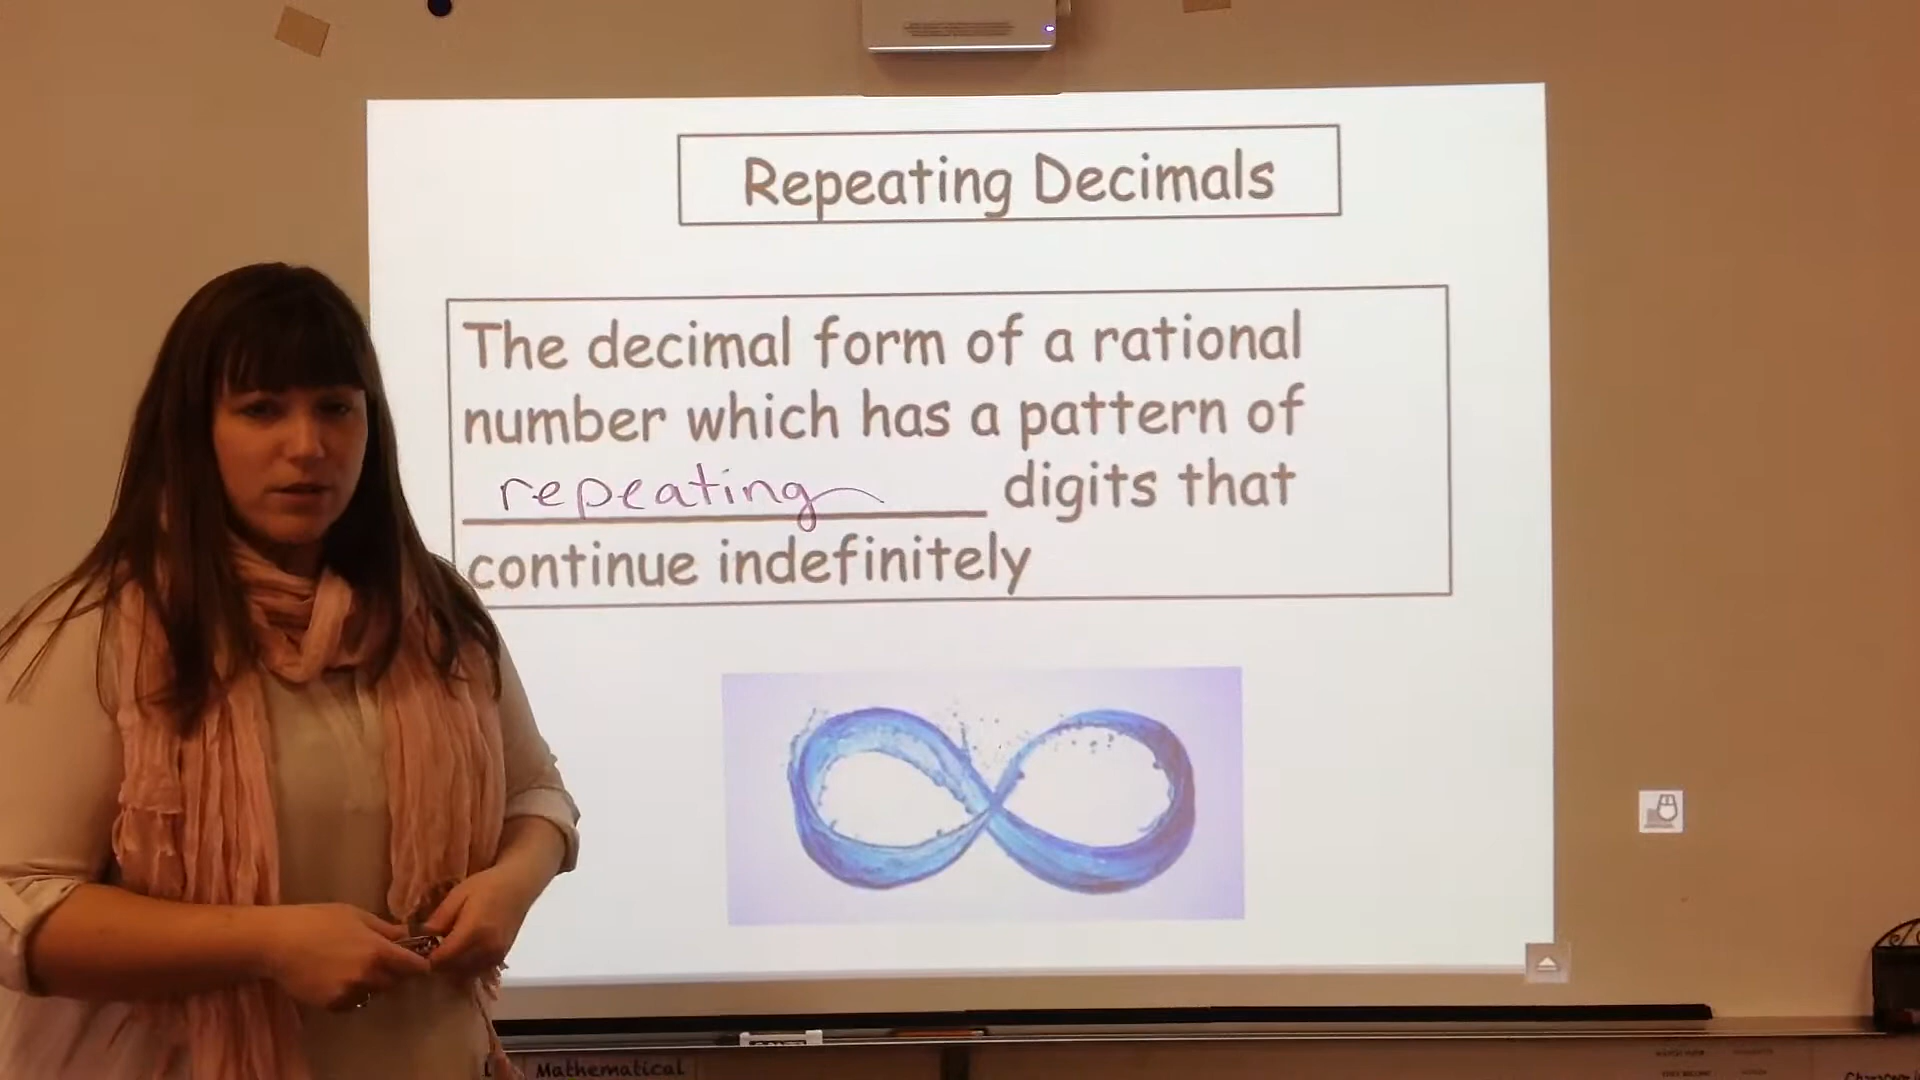 Repeating Decimals
The decimal form of a rational
number which has a pattern of
repeating digits that
continue indefinitely
Mathematical